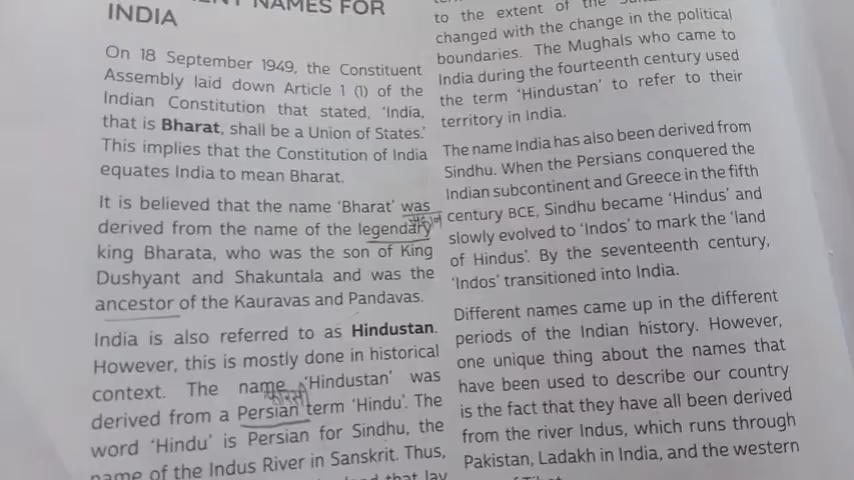 NAMES FOR
INDIA
On 18 September 1949, the Constituent
Assembly laid down Article 1 (1) of the
Indian Constitution that stated, 'India,
that is Bharat, shall be a Union of States.'
This implies that the Constitution of India
equates India to mean Bharat.
It is believed that the name 'Bharat' was
derived from the name of the legendary
king Bharata, who was the son of King
Dushyant and Shakuntala and was the
ancestor of the Kauravas and Pandavas.
India is also referred to as Hindustan.
However, this is mostly done in historical
context. The name 'Hindustan' was
फारसी
derived from a Persian term 'Hindu'. The
word 'Hindu' is Persian for Sindhu, the
name of the Indus River in Sanskrit. Thus,
that lay
to the extent of the
changed with the change in the political
boundaries. The Mughals who came to
India during the fourteenth century used
the term 'Hindustan' to refer to their
territory in India.
The name India has also been derived from
Sindhu. When the Persians conquered the
Indian subcontinent and Greece in the fifth
century BCE, Sindhu became 'Hindus' and
slowly evolved to 'Indos' to mark the 'land
of Hindus'. By the seventeenth century,
'Indos' transitioned into India.
Different names came up in the different
periods of the Indian history. However,
one unique thing about the names that
have been used to describe our country
is the fact that they have all been derived
from the river Indus, which runs through
Pakistan, Ladakh in India, and the western